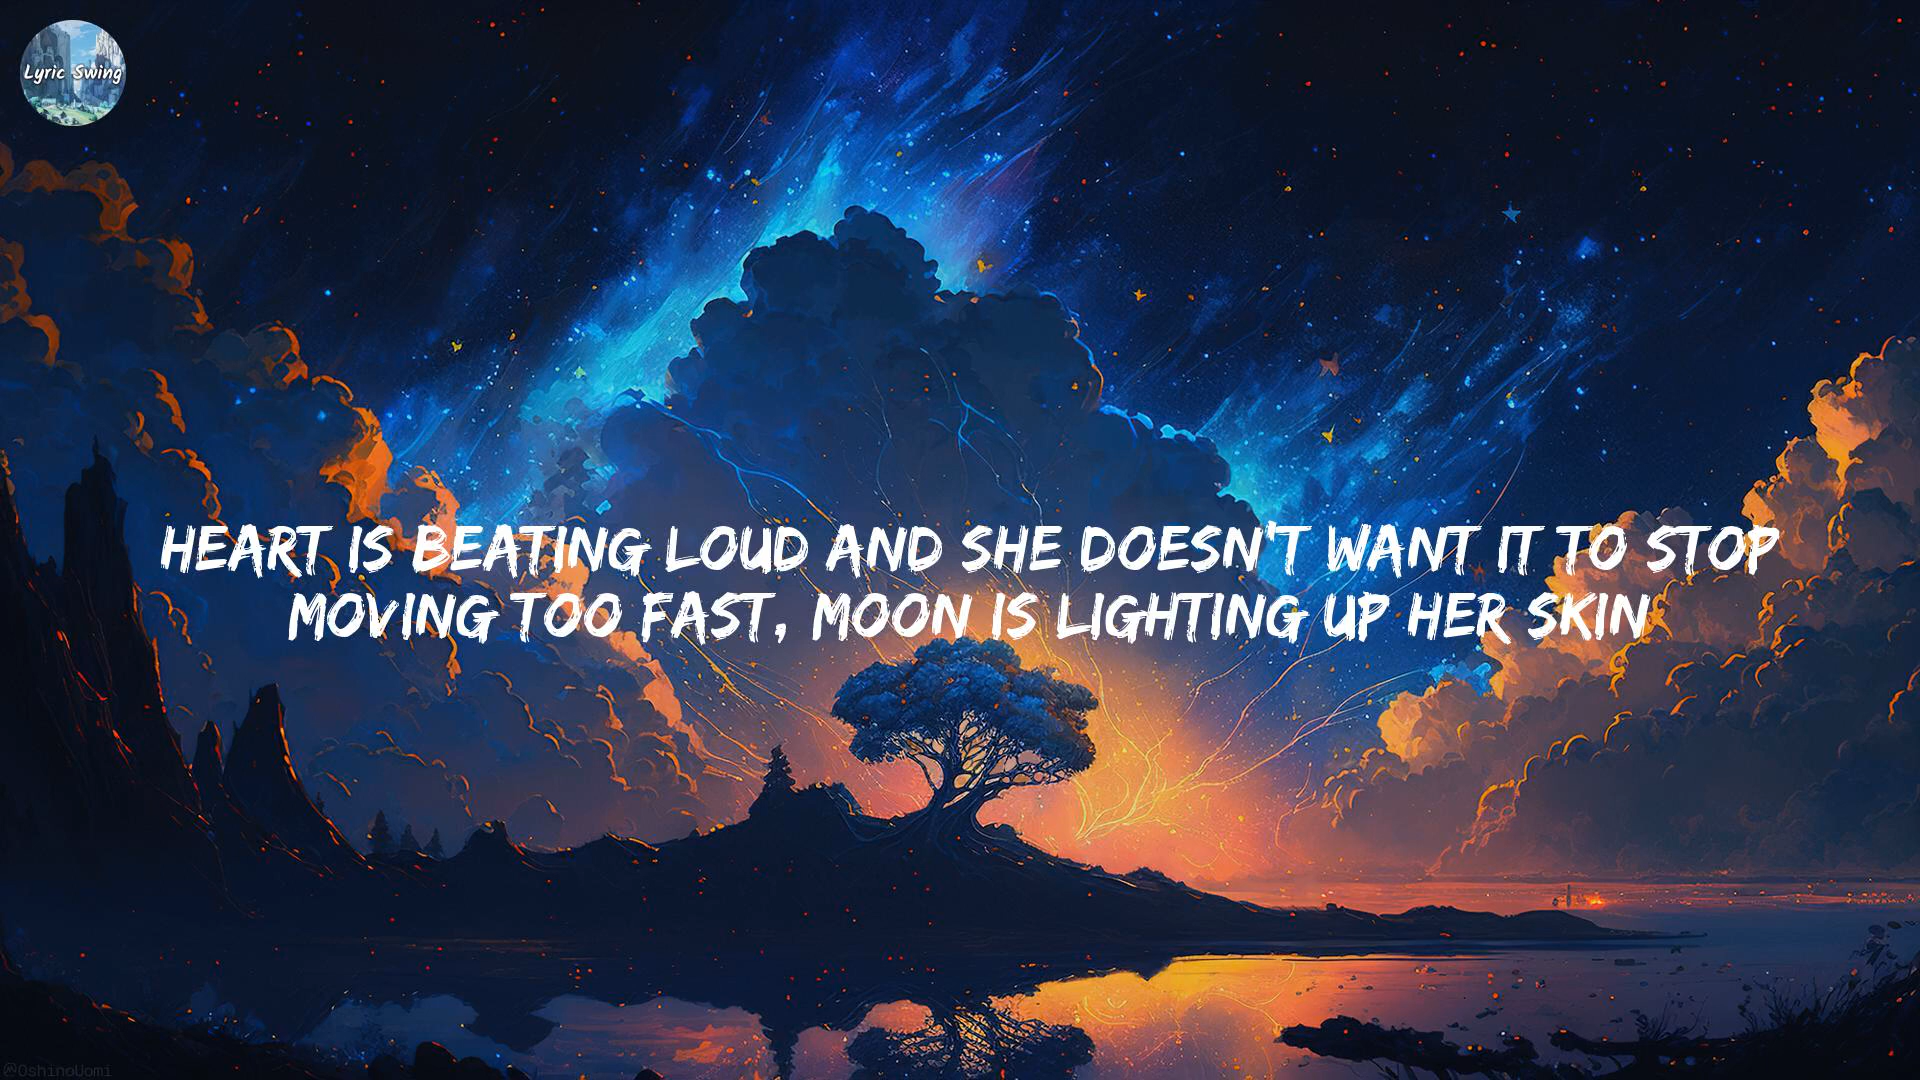 Lyric Swing
HEART IS BEATING LOUD AND SHE DOESN'T WANT IT TO STOP
MOVING TOO FAST, MOON IS LIGHTING UP HER SKIN
@OshinoUomi